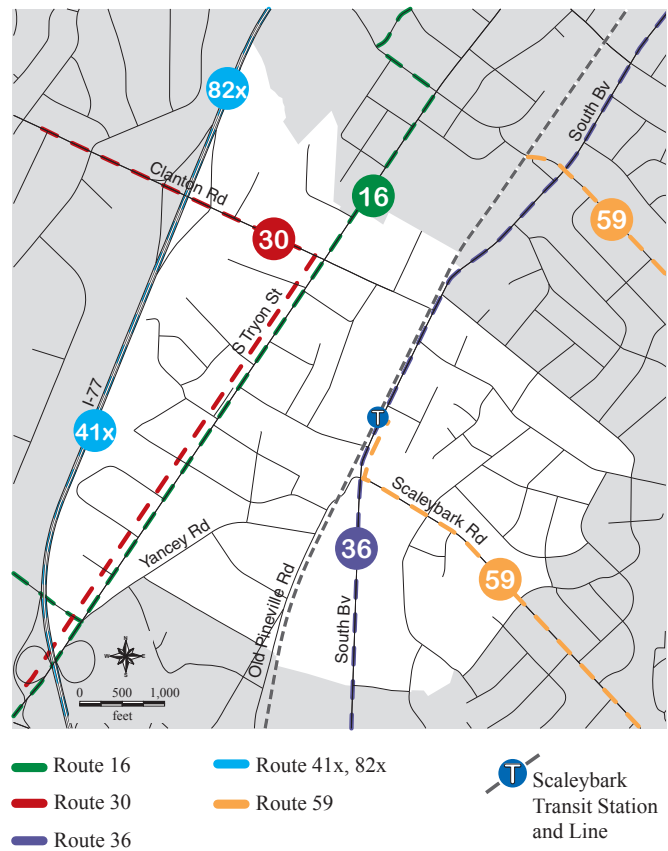 82x
South Bv
Clanton Rd
16
59
30
S Tryon St
I-77
T
41x
Scaleybark Rd
Yancey Rd
36
59
Old Pineville Rd
South Bv
N
W
E
S
0 500 1,000
feet
Route 16
Route 41x, 82x
T
Scaleybark
Transit Station
and Line
Route 30
Route 59
Route 36